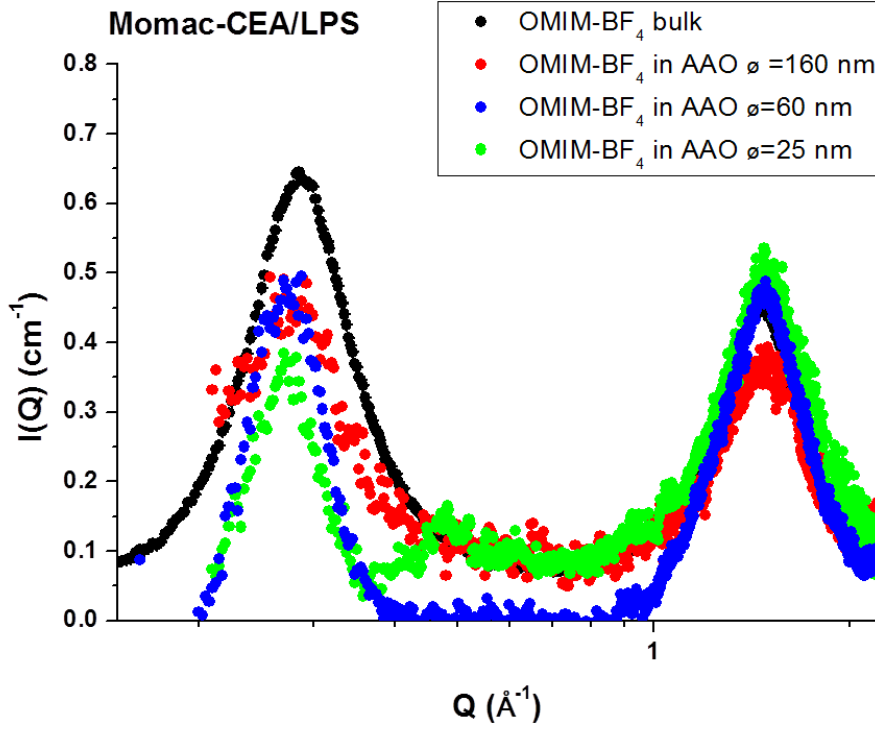 Momac-CEA/LPS
OMIM-BF4 bulk
OMIM-BF4 in AAO ø =160 nm
OMIM-BF4 in AAO ø=60 nm
OMIM-BF4 in AAO ø=25 nm
0.8
0.7
0.6
0.5
0.4
0.3
0.2
0.1
0.0
I(Q) (cm-1)
1
Q (Å-1)